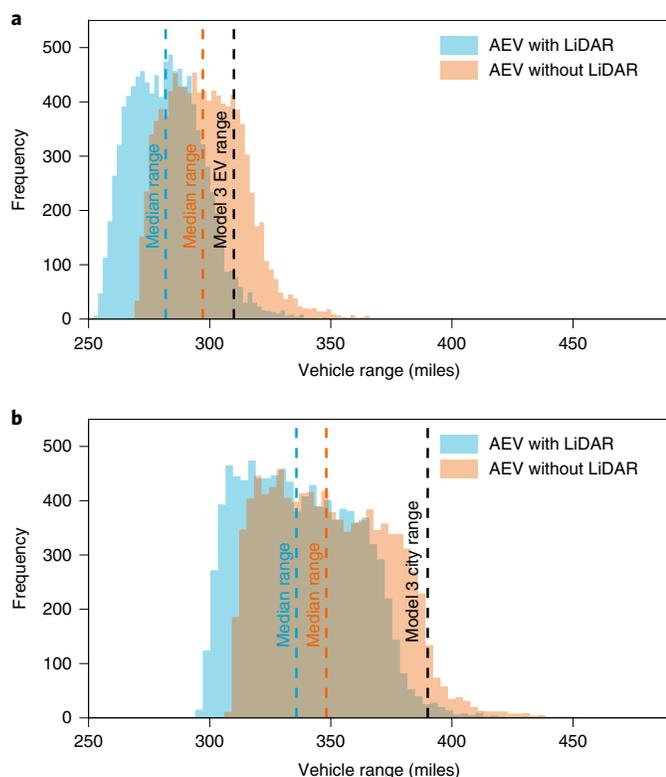 a
500
400
300
200
100
0
Frequency
AEV with LiDAR
AEV without LiDAR
Median range
Median range
Model 3 EV range
250
300
350
400
450
Vehicle range (miles)
b
500
400
300
200
100
0
Frequency
AEV with LiDAR
AEV without LiDAR
Median range
Median range
Model 3 city range
250
300
350
400
450
Vehicle range (miles)